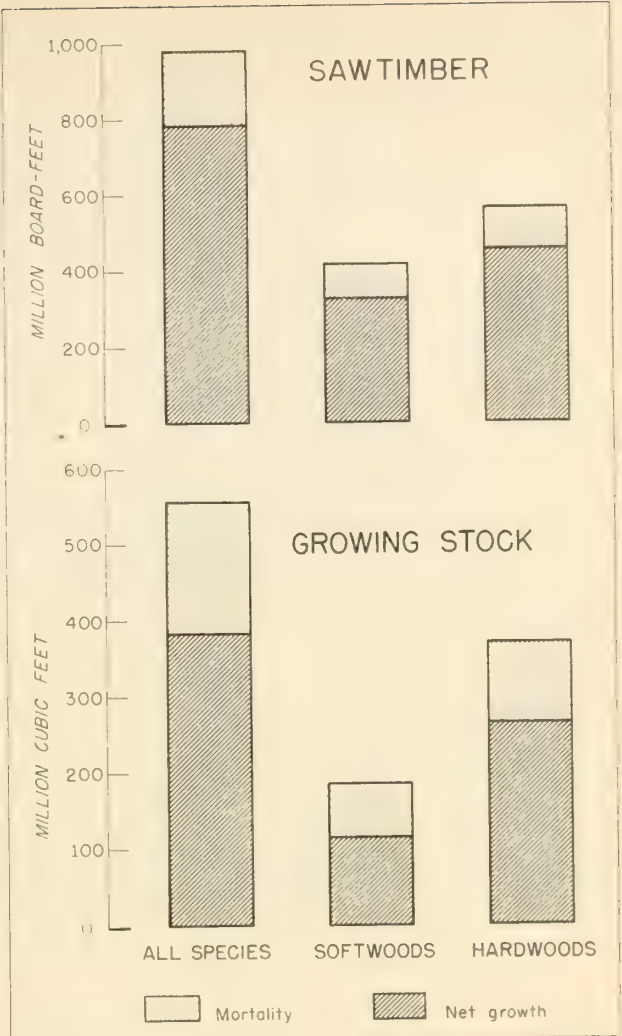 SAWTIMBER
MILLION BOARD-FEET
1,000
800
600
400
200
0
GROWING STOCK
MILLION CUBIC FEET
600
500
400
300
200
100
0
ALL SPECIES SOFTWOODS HARDWOODS
Mortality Net growth